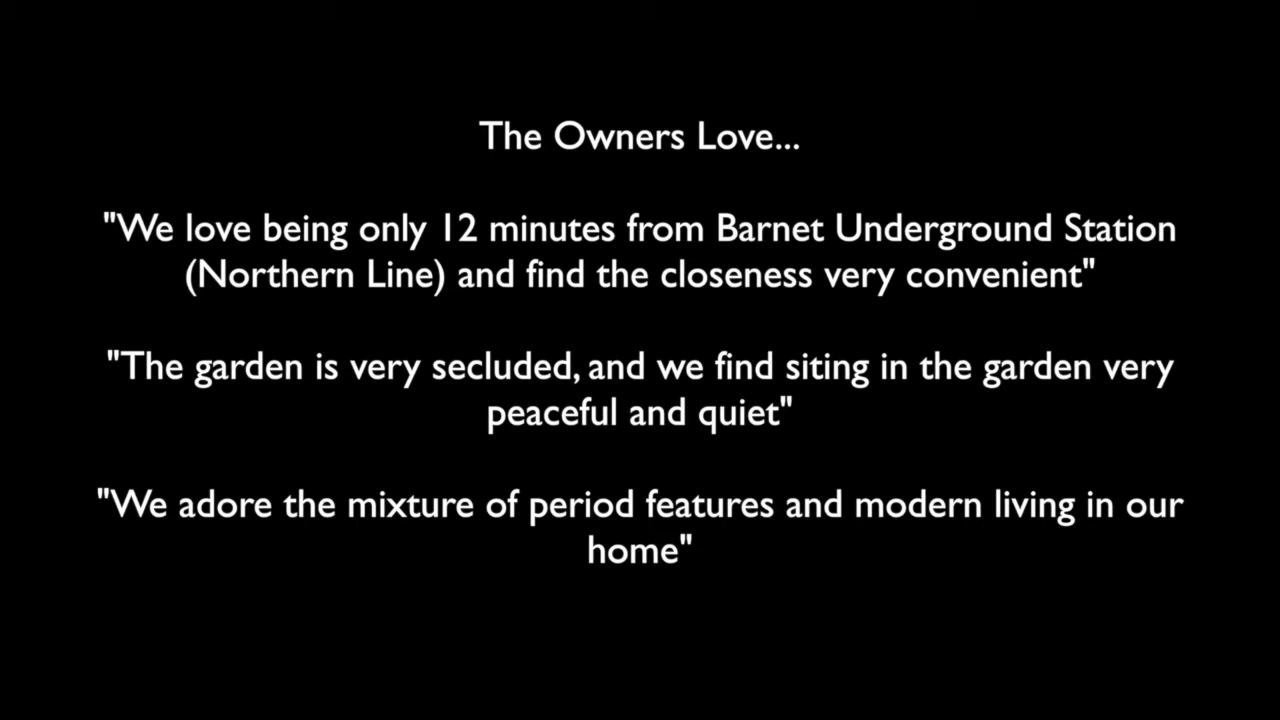 The Owners Love...
"We love being only 12 minutes from Barnet Underground Station
(Northern Line) and find the closeness very convenient"
"The garden is very secluded, and we find siting in the garden very
peaceful and quiet"
"We adore the mixture of period features and modern living in our
home"